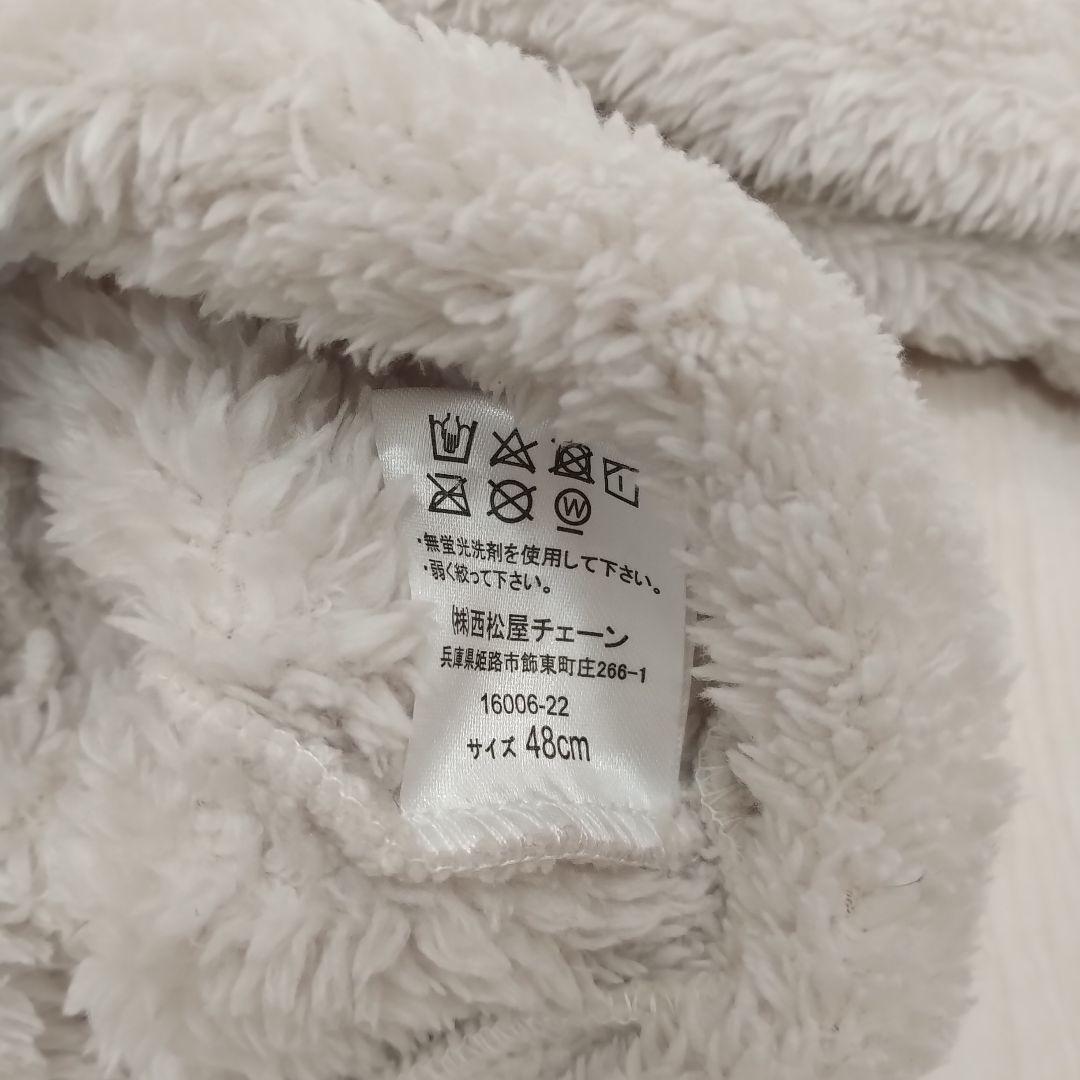 W
・無蛍光洗剤を使用して下さい。
・弱く絞って下さい。
㈱西松屋チェーン
兵庫県姫路市飾東町庄266-1
16006-22
サイズ 48cm